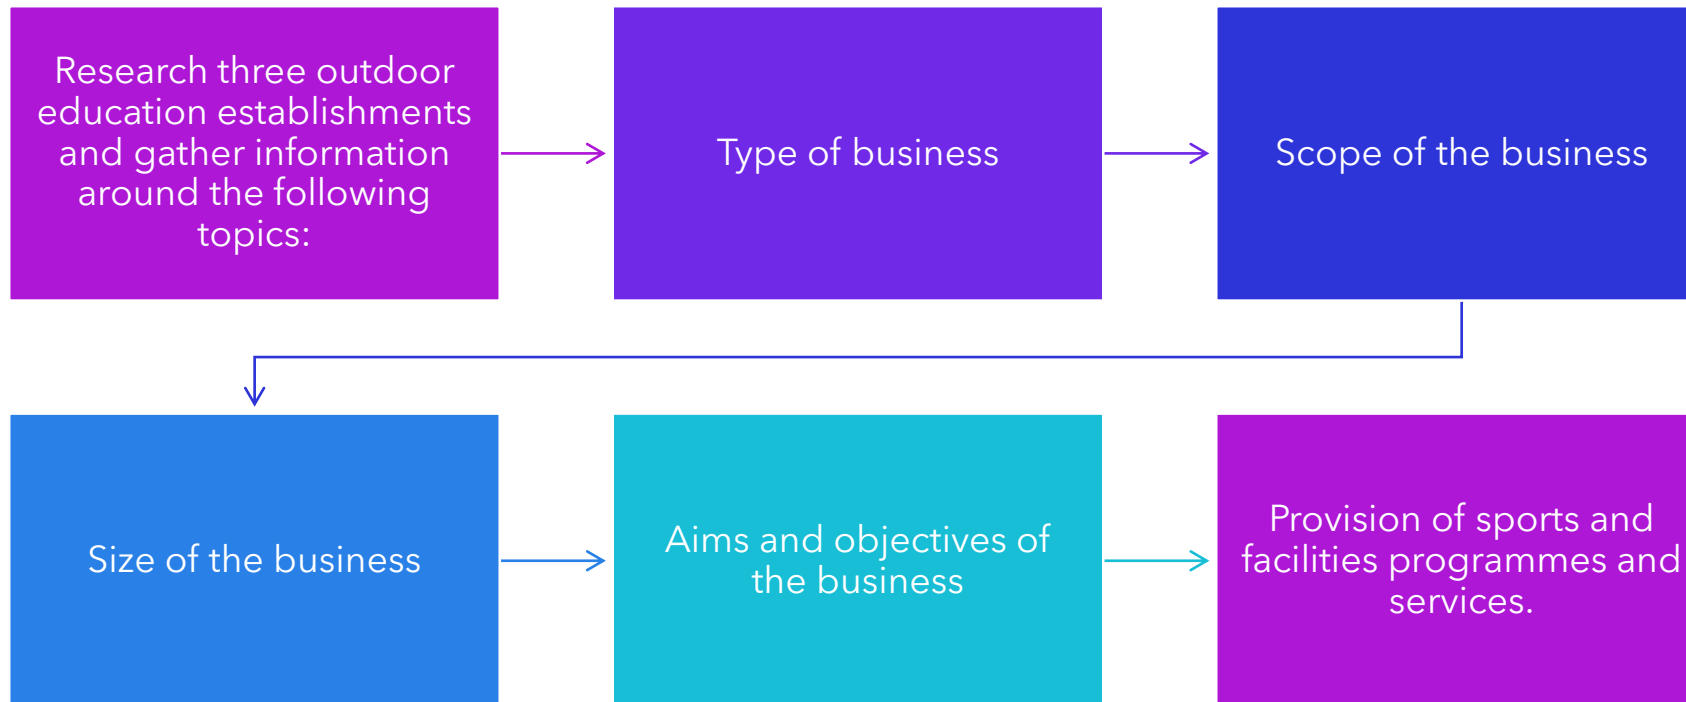 Research three outdoor
education establishments
and gather information
around the following
topics:
Type of business
Scope of the business
Size of the business
Aims and objectives of
the business
Provision of sports and
facilities programmes and
services.